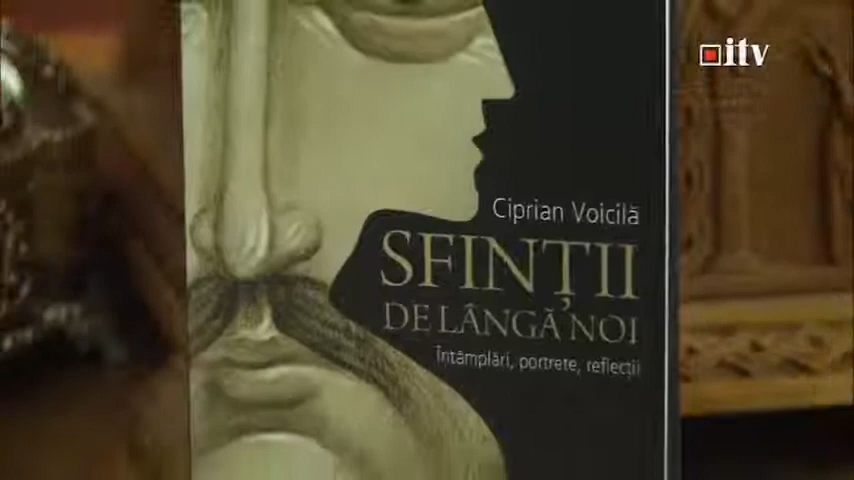 itv
Ciprian Voicilă
SFINȚII
DE LÂNGĂ NOI
Întâmplări, portrete, reflecții